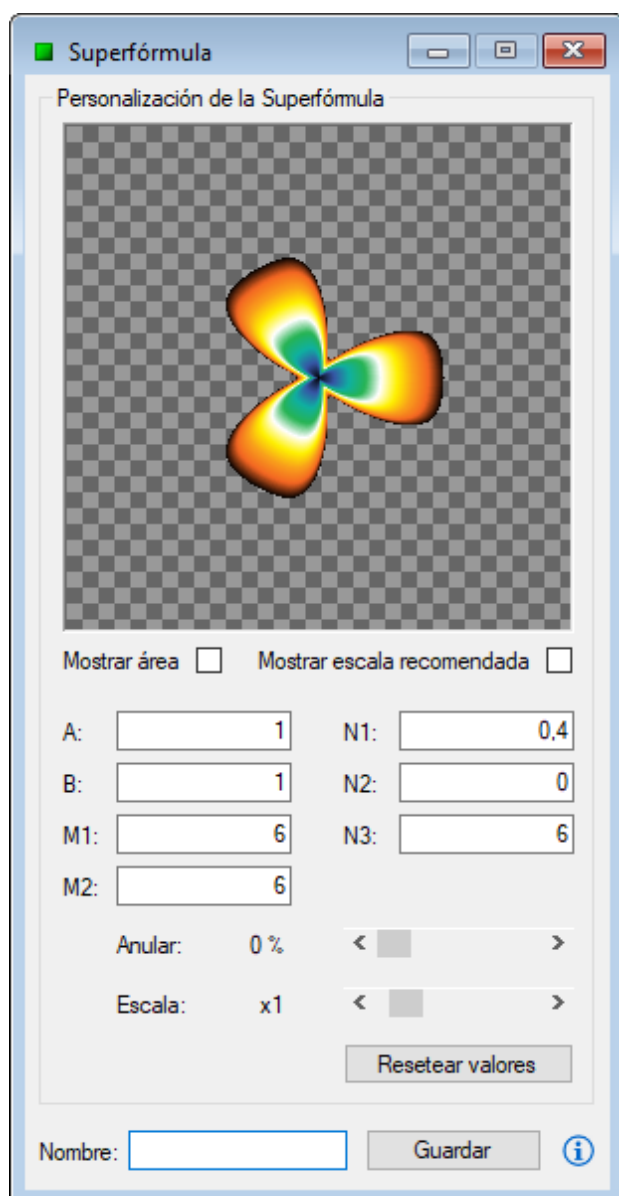 Superfórmula
Personalización de la Superfórmula
Mostrar área Mostrar escala recomendada
A: 1 N1: 0,4
B: 1 N2: 0
M1: 6 N3: 6
M2: 6
Anular: 0 %
Escala: x1
Resetear valores
Nombre: Guardar